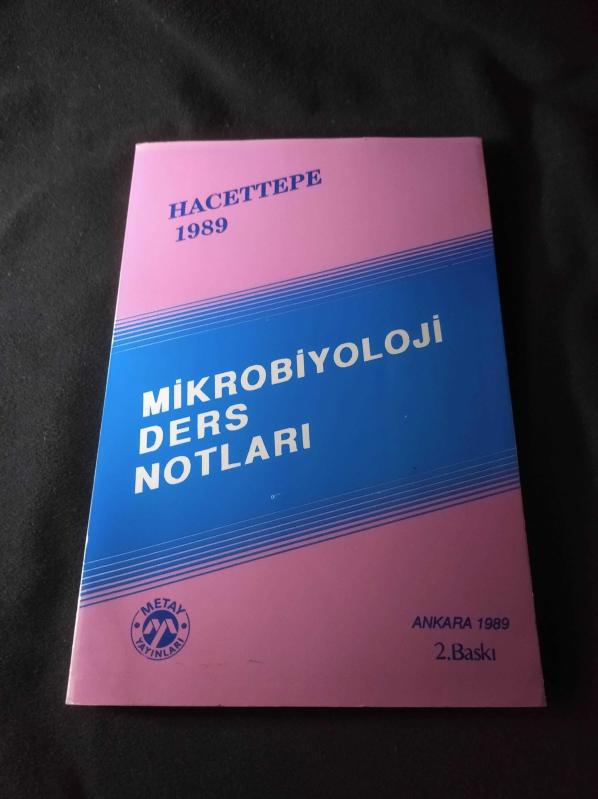 HACETTEPE
1989
MİKROBİYOLOJİ
DERS
NOTLARI
METAY
YAYINLARI
ANKARA 1989
2.Baskı